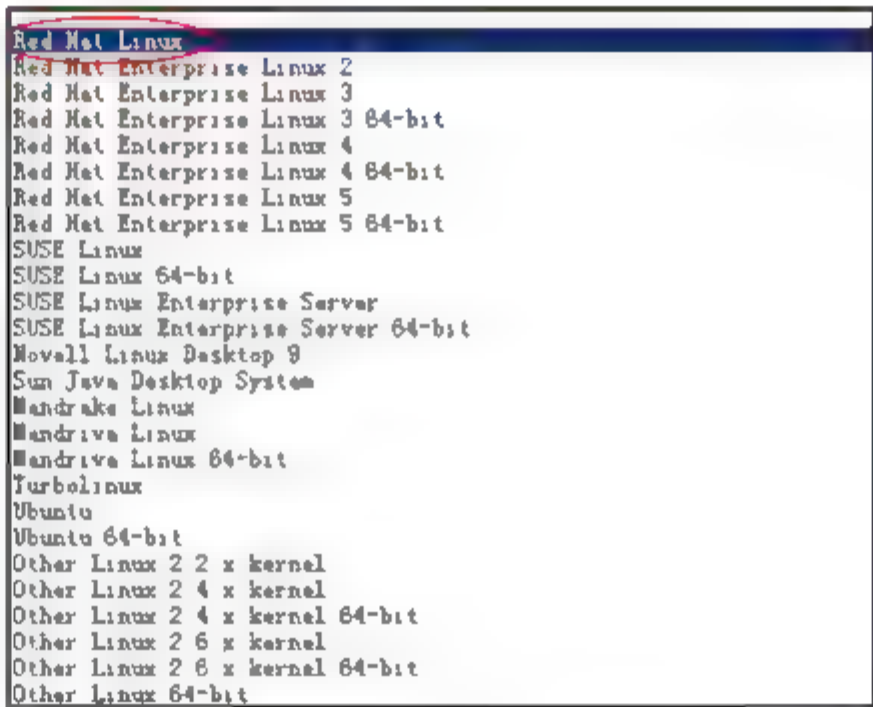 Red Hat Linux
Red Hat Enterprise Linux 2
Red Hat Enterprise Linux 3
Red Hat Enterprise Linux 3 64-bit
Red Hat Enterprise Linux 4
Red Hat Enterprise Linux 4 64-bit
Red Hat Enterprise Linux 5
Red Hat Enterprise Linux 5 64-bit
SUSE Linux
SUSE Linux 64-bit
SUSE Linux Enterprise Server
SUSE Linux Enterprise Server 64-bit
Novell Linux Desktop 9
Sun Java Desktop System
Mandrake Linux
Mandriva Linux
Mandriva Linux 64-bit
Turbolinux
Ubuntu
Ubuntu 64-bit
Other Linux 2 2 x kernel
Other Linux 2 4 x kernel
Other Linux 2 4 x kernel 64-bit
Other Linux 2 6 x kernel
Other Linux 2 6 x kernel 64-bit
Other Linux 64-bit